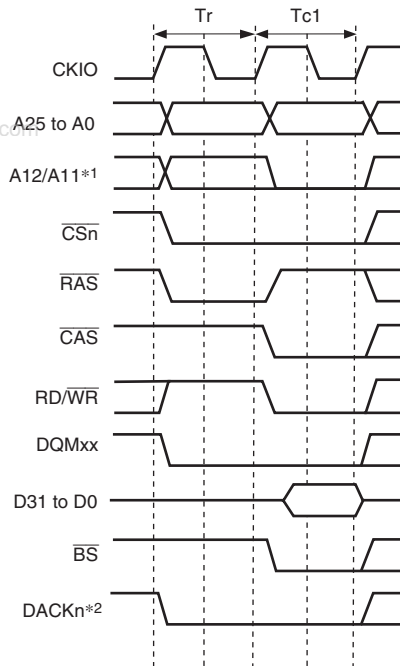 Tr Tc1
CKIO
A25 to A0
com
A12/A11*1
CSn
RAS
CAS
RD/WR
DQMxx
D31 to D0
BS
DACKn*2